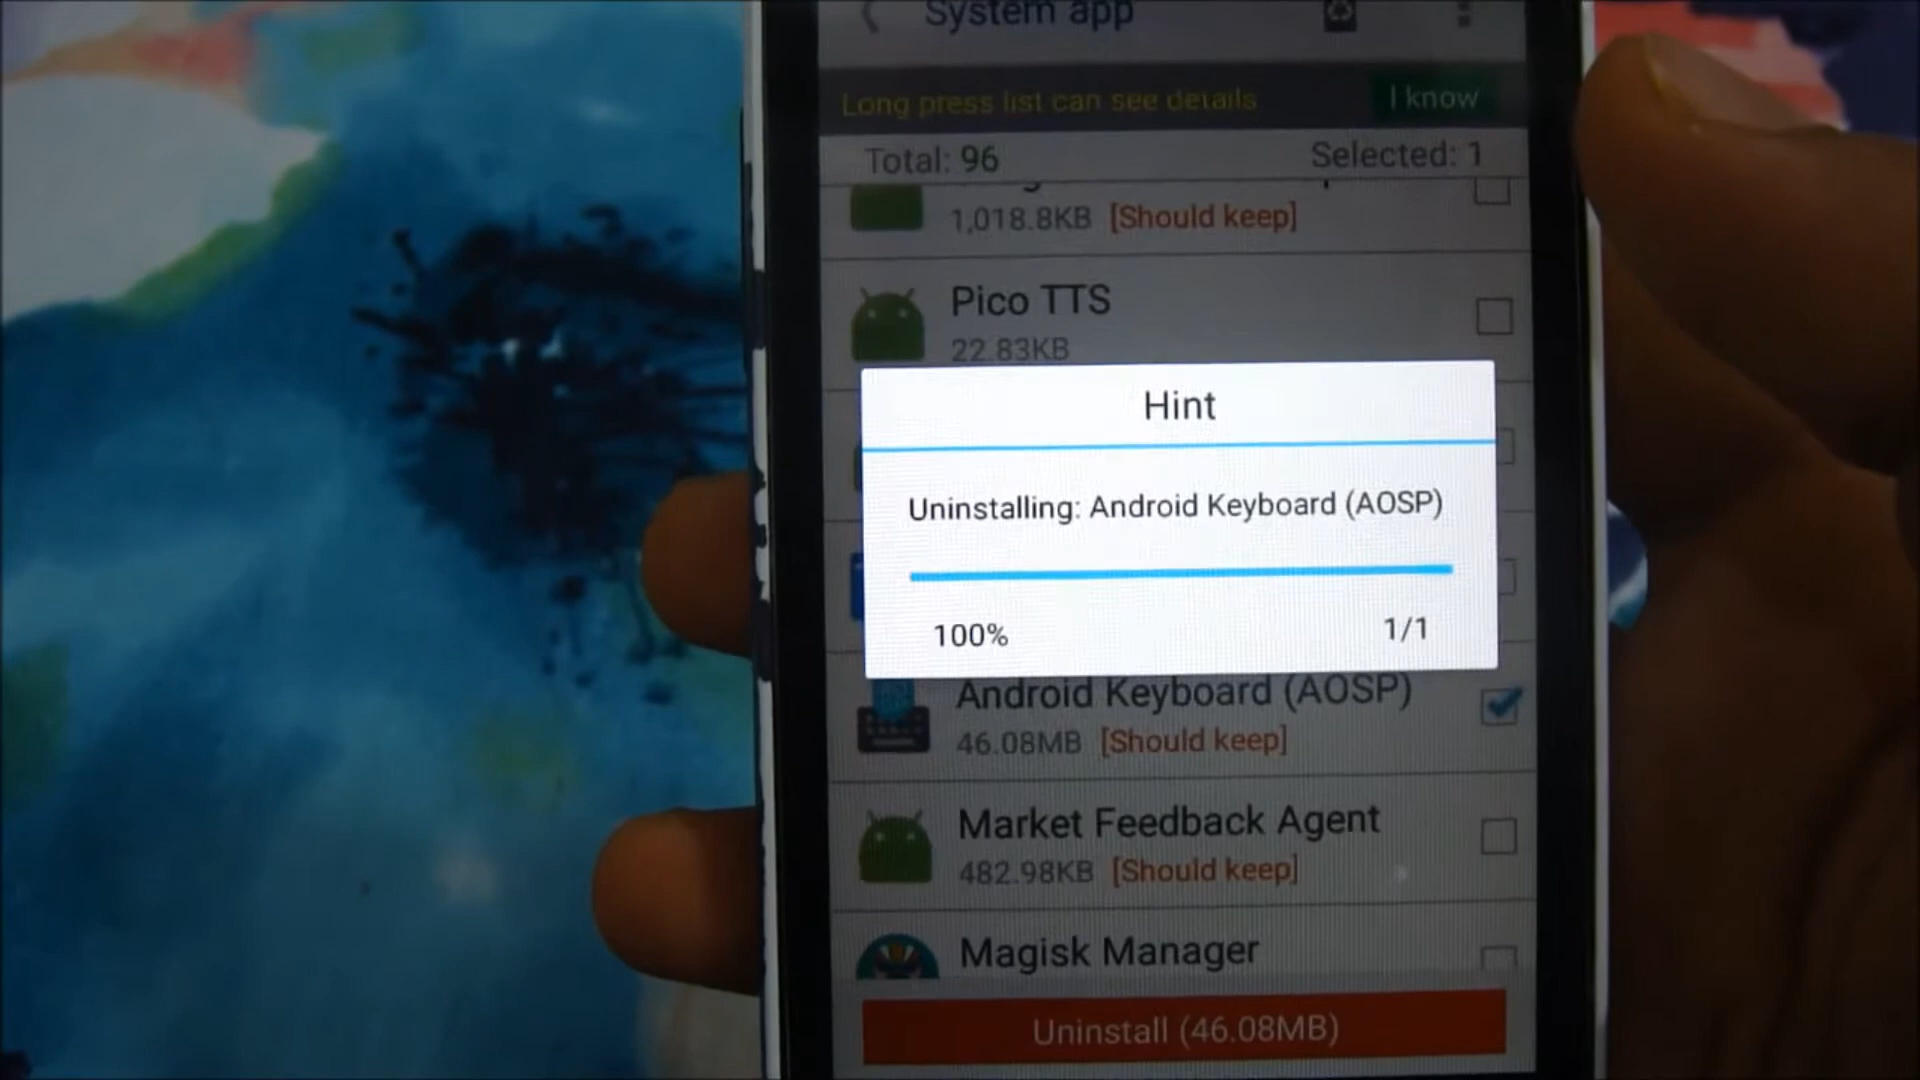 System app
Long press list can see details
I know
Total: 96
Selected: 1
1,018.8KB [Should keep]
Pico TTS
22.83KB
Hint
Uninstalling: Android Keyboard (AOSP)
100%
1/1
Android Keyboard (AOSP)
46.08MB [Should keep]
Market Feedback Agent
482.98KB [Should keep]
Magisk Manager
Uninstall (46.08MB)